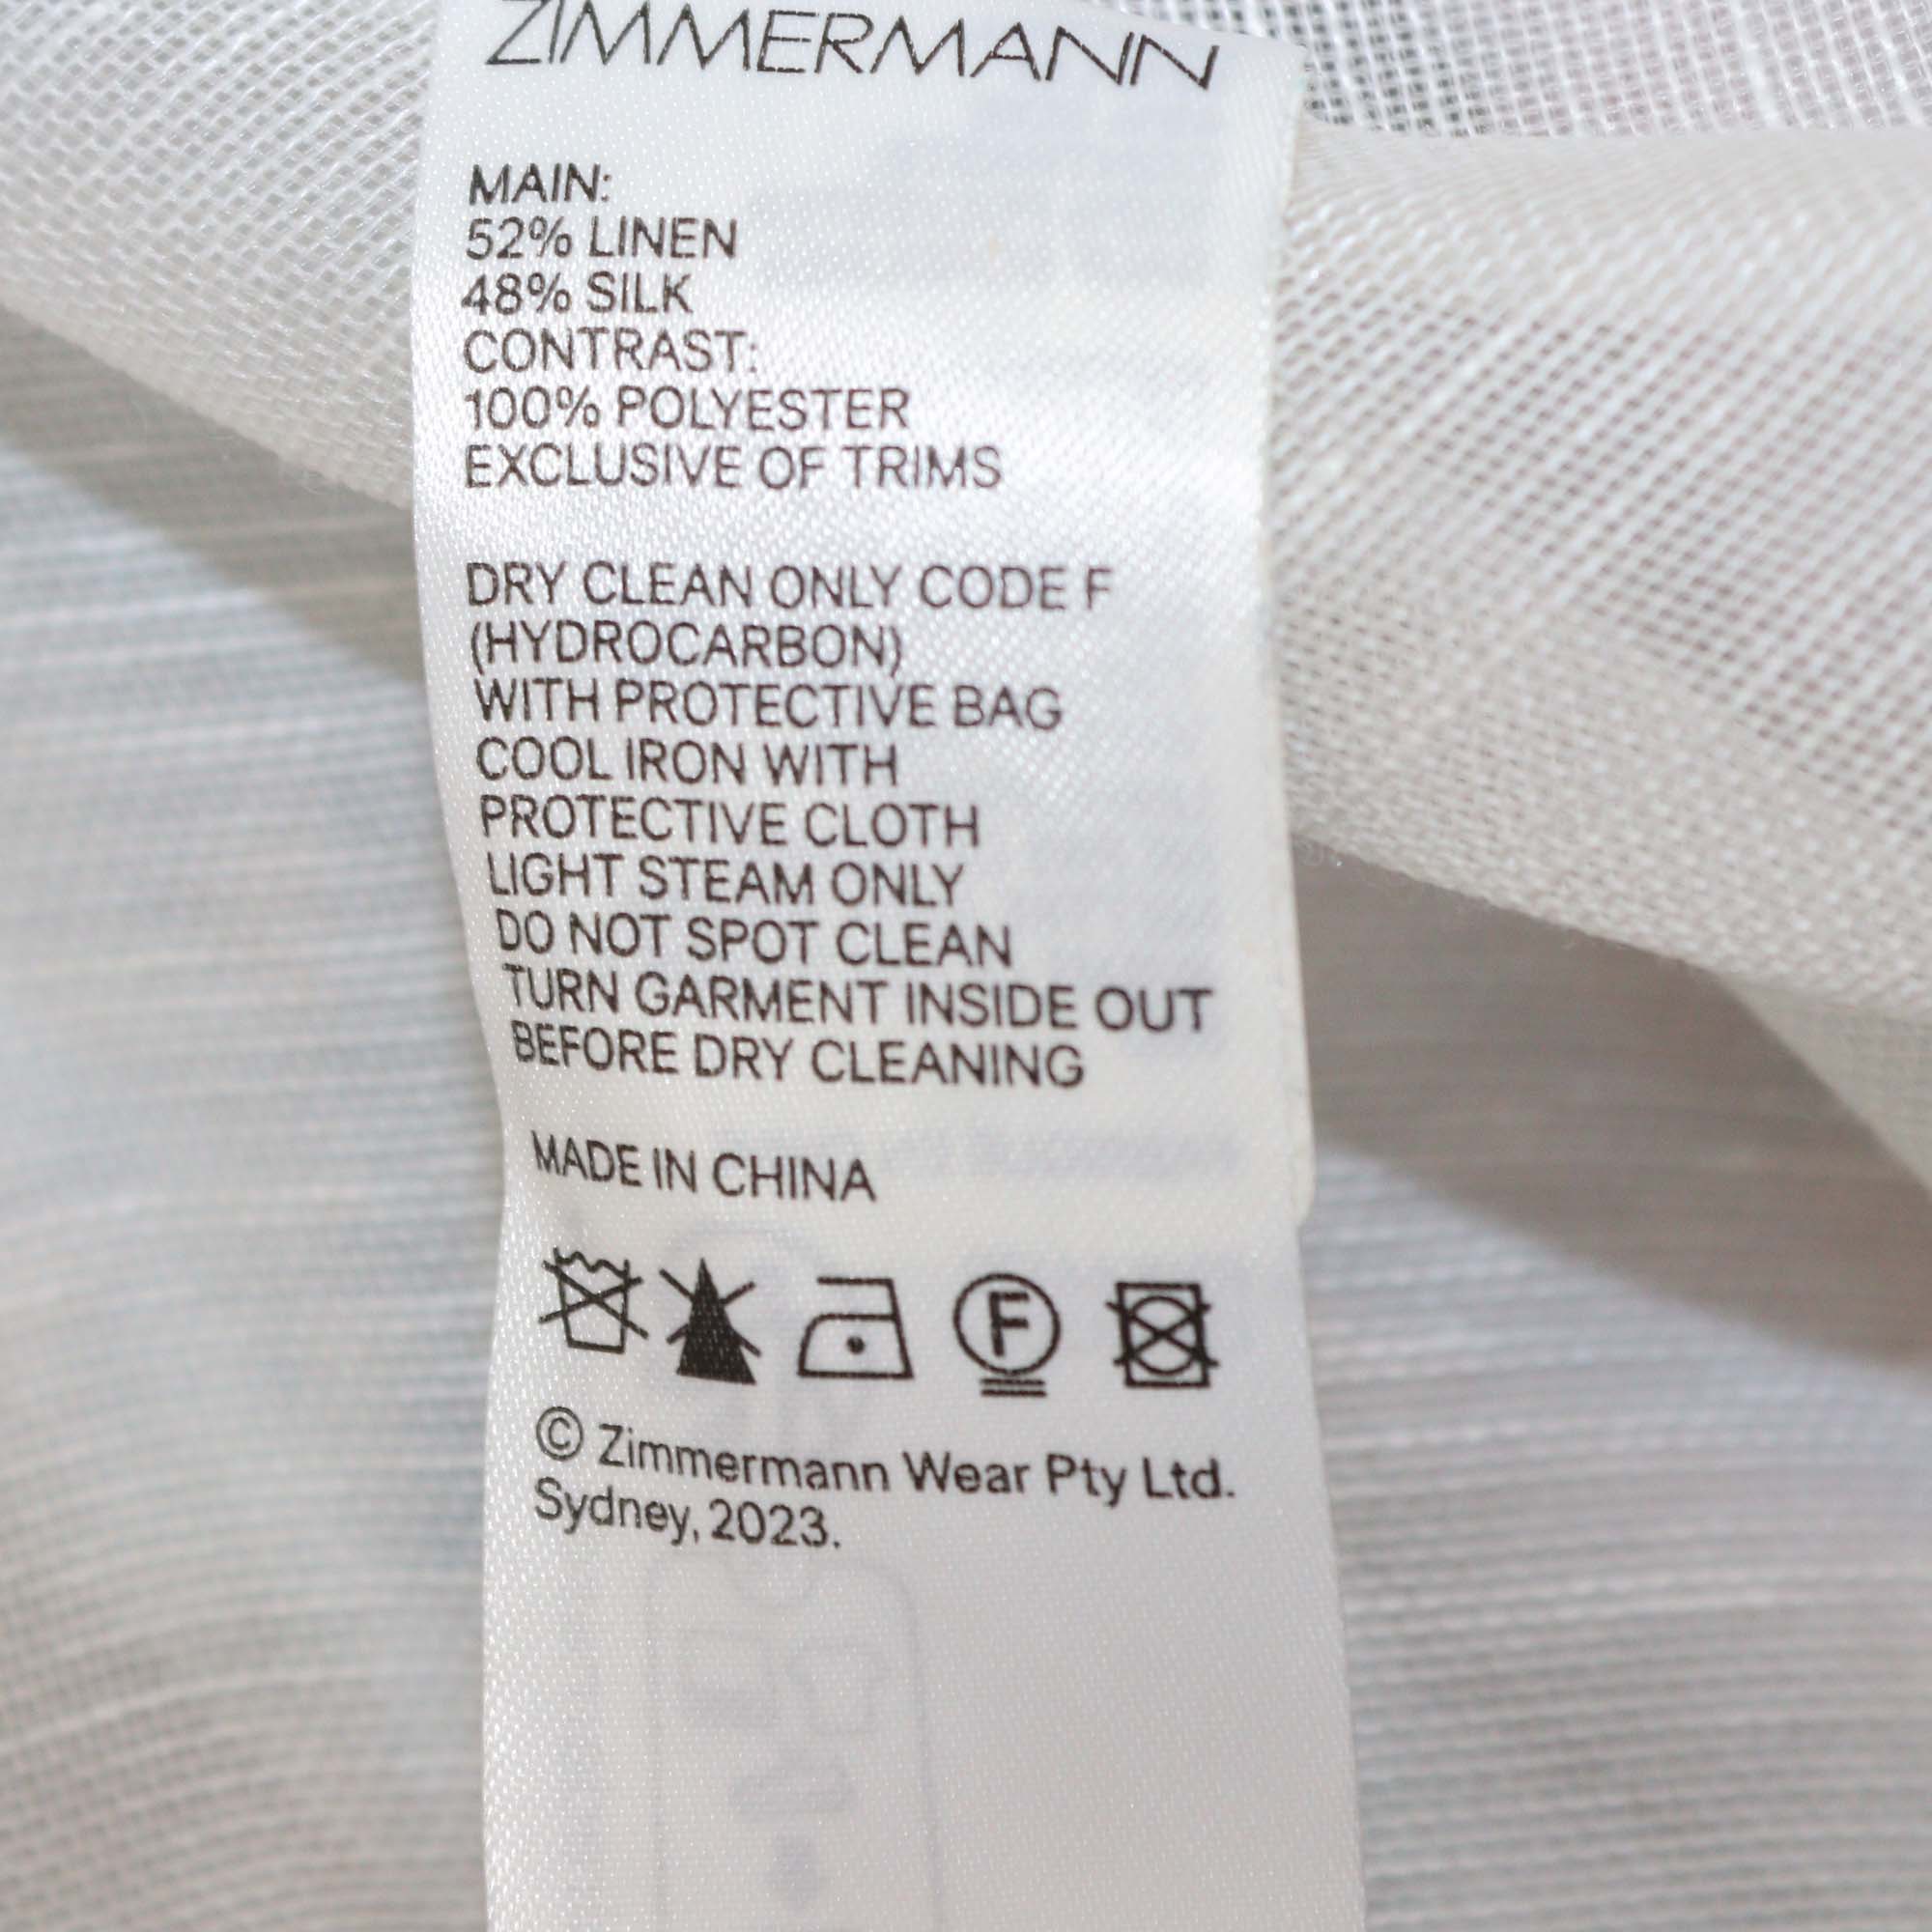 ZIMMERMANN
MAIN:
52% LINEN
48% SILK
CONTRAST:
100% POLYESTER
EXCLUSIVE OF TRIMS
DRY CLEAN ONLY CODE F
(HYDROCARBON)
WITH PROTECTIVE BAG
COOL IRON WITH
PROTECTIVE CLOTH
LIGHT STEAM ONLY
DO NOT SPOT CLEAN
TURN GARMENT INSIDE OUT
BEFORE DRY CLEANING
MADE IN CHINA
F
© Zimmermann Wear Pty Ltd.
Sydney, 2023.